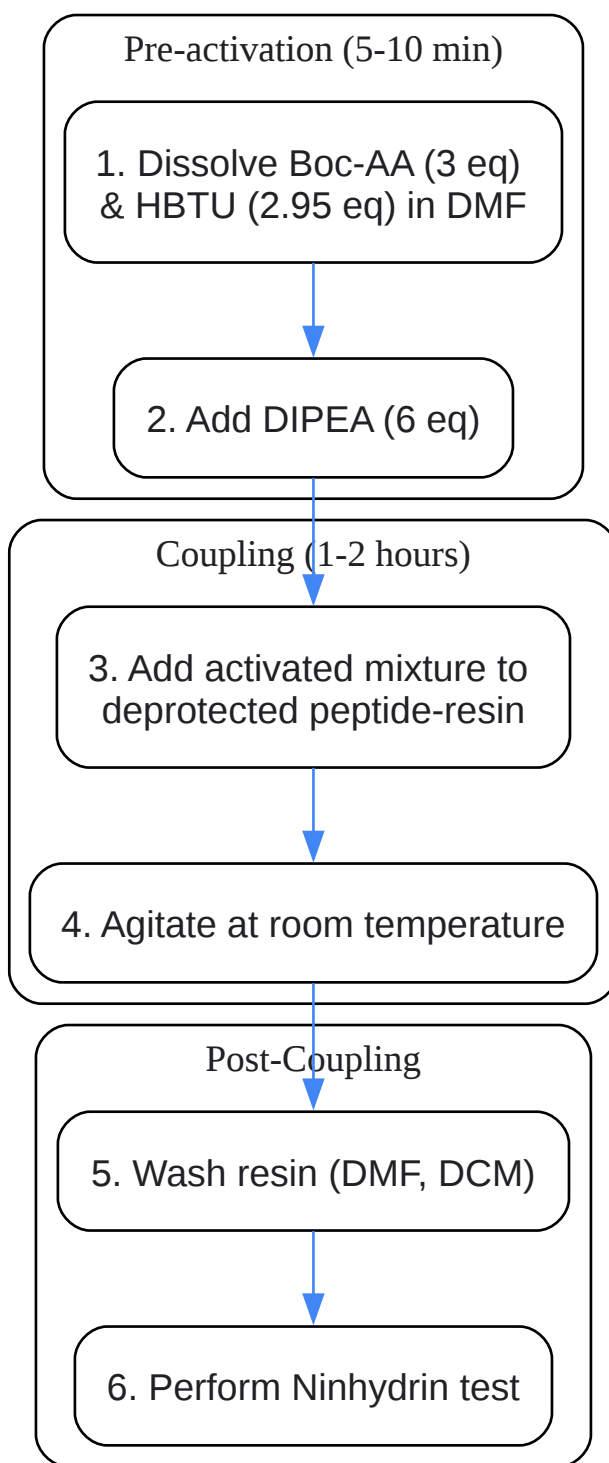 Pre-activation (5-10 min)
1. Dissolve Boc-AA (3 eq)
& HBTU (2.95 eq) in DMF
2. Add DIPEA (6 eq)
Coupling (1-2 hours)
3. Add activated mixture to
deprotected peptide-resin
4. Agitate at room temperature
Post-Coupling
5. Wash resin (DMF, DCM)
6. Perform Ninhydrin test